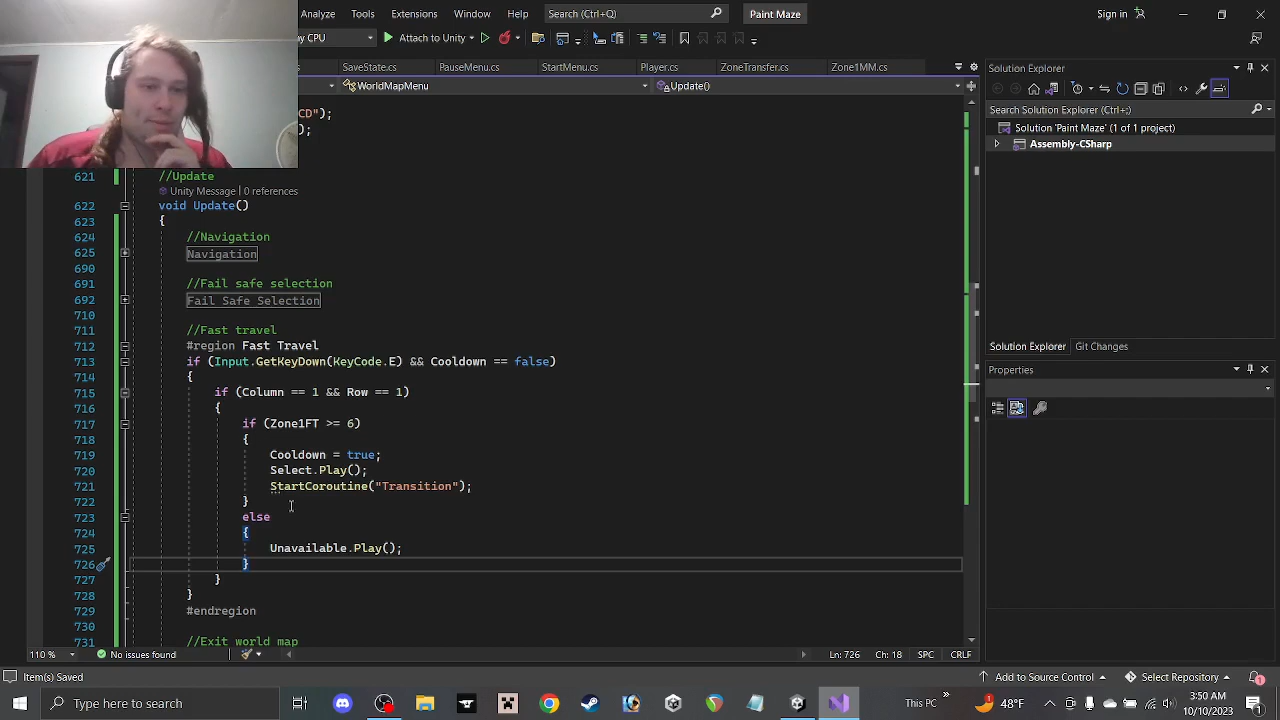 Analyze Tools Extensions Window Help Search (Ctrl+Q) Paint Maze Sign in
CPU Attach to Unity
SaveState.cs PauseMenu.cs StartMenu.cs Player.cs ZoneTransfer.cs Zone1MM.cs
WorldMapMenu Update()
CD");
);
621 //Update
Unity Message | 0 references
622 void Update()
623 {
624 //Navigation
625 Navigation
690
691 //Fail safe selection
692 Fail Safe Selection
710
711 //Fast travel
712 #region Fast Travel
713 if (Input.GetKeyDown(KeyCode.E) && Cooldown == false)
714 {
715 if (Column == 1 && Row == 1)
716 {
717 if (Zone1FT >= 6)
718 {
719 Cooldown = true;
720 Select.Play();
721 StartCoroutine("Transition");
722 }
723 else
724 {
725 Unavailable.Play();
726 }
727 }
728 }
729 #endregion
730
731 //Exit world map
110 % No issues found Ln: 726 Ch: 18 SPC CRLF
Solution Explorer
Search Solution Explorer (Ctrl+;)
Solution 'Paint Maze' (1 of 1 project)
Assembly-CSharp
Solution Explorer Git Changes
Properties
Item(s) Saved Add to Source Control Select Repository 1
Type here to search This PC » 1 48°F 3:50 AM
10/10/2023 1